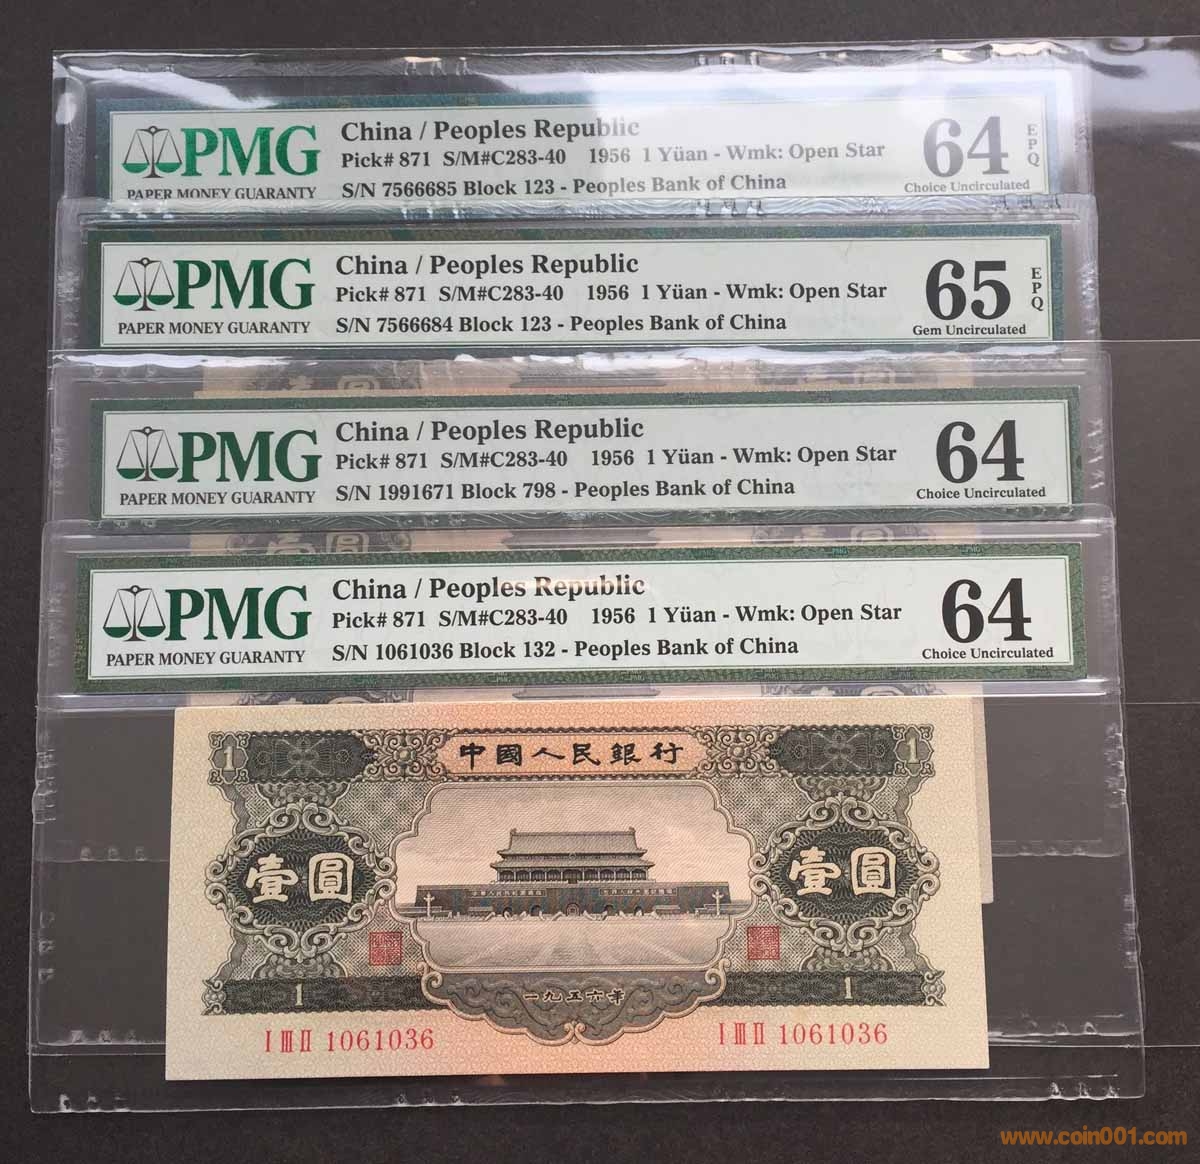 PMG
PAPER MONEY GUARANTY
China / Peoples Republic
Pick# 871 S/M#C283-40 1956 1 Yüan - Wmk: Open Star
S/N 7566685 Block 123 - Peoples Bank of China
64 EPQ
Choice Uncirculated
PMG
PAPER MONEY GUARANTY
China / Peoples Republic
Pick# 871 S/M#C283-40 1956 1 Yüan - Wmk: Open Star
S/N 7566684 Block 123 - Peoples Bank of China
65 EPQ
Gem Uncirculated
壹圓
PMG
PAPER MONEY GUARANTY
China / Peoples Republic
Pick# 871 S/M#C283-40 1956 1 Yüan - Wmk: Open Star
S/N 1991671 Block 798 - Peoples Bank of China
64
Choice Uncirculated
壹圓
PMG
PAPER MONEY GUARANTY
China / Peoples Republic
Pick# 871 S/M#C283-40 1956 1 Yüan - Wmk: Open Star
S/N 1061036 Block 132 - Peoples Bank of China
64
Choice Uncirculated
1 中國人民銀行 1
壹圓 壹圓
1 一九五六年 1
I III II 1061036 I III II 1061036
www.coin001.com